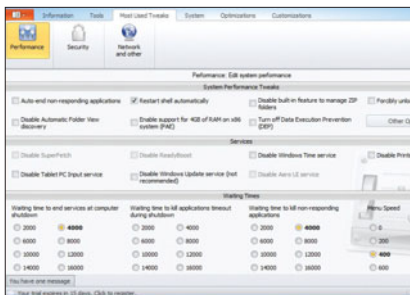 Information Tools Most Used Tweaks System Optimizations Customizations
Performance Security Network and other
Performance: Edit system performance
System Performance Tweaks
Auto-end non-responding applications Restart shell automatically Disable built-in feature to manage ZIP folders Forcibly unlo
Disable Automatic Folder View discovery Enable support for 4GB of RAM on x86 system (PAE) Turn off Data Execution Prevention (DEP) Other O
Services
Disable SuperFetch Disable ReadyBoost Disable Windows Time service Disable Print
Disable Tablet PC Input service Disable Windows Update service (not recommended) Disable Aero UI service
Waiting Times
Waiting time to end services at computer shutdown Waiting time to kill applications timeout during shutdown Waiting time to kill non-responding applications Menu Speed
2000 4000 2000 4000 2000 4000 0
6000 8000 6000 8000 6000 8000 200
10000 12000 10000 12000 10000 12000 400
14000 16000 14000 16000 14000 16000 600
You have one message
Your trial expires in 15 days. Click to register.